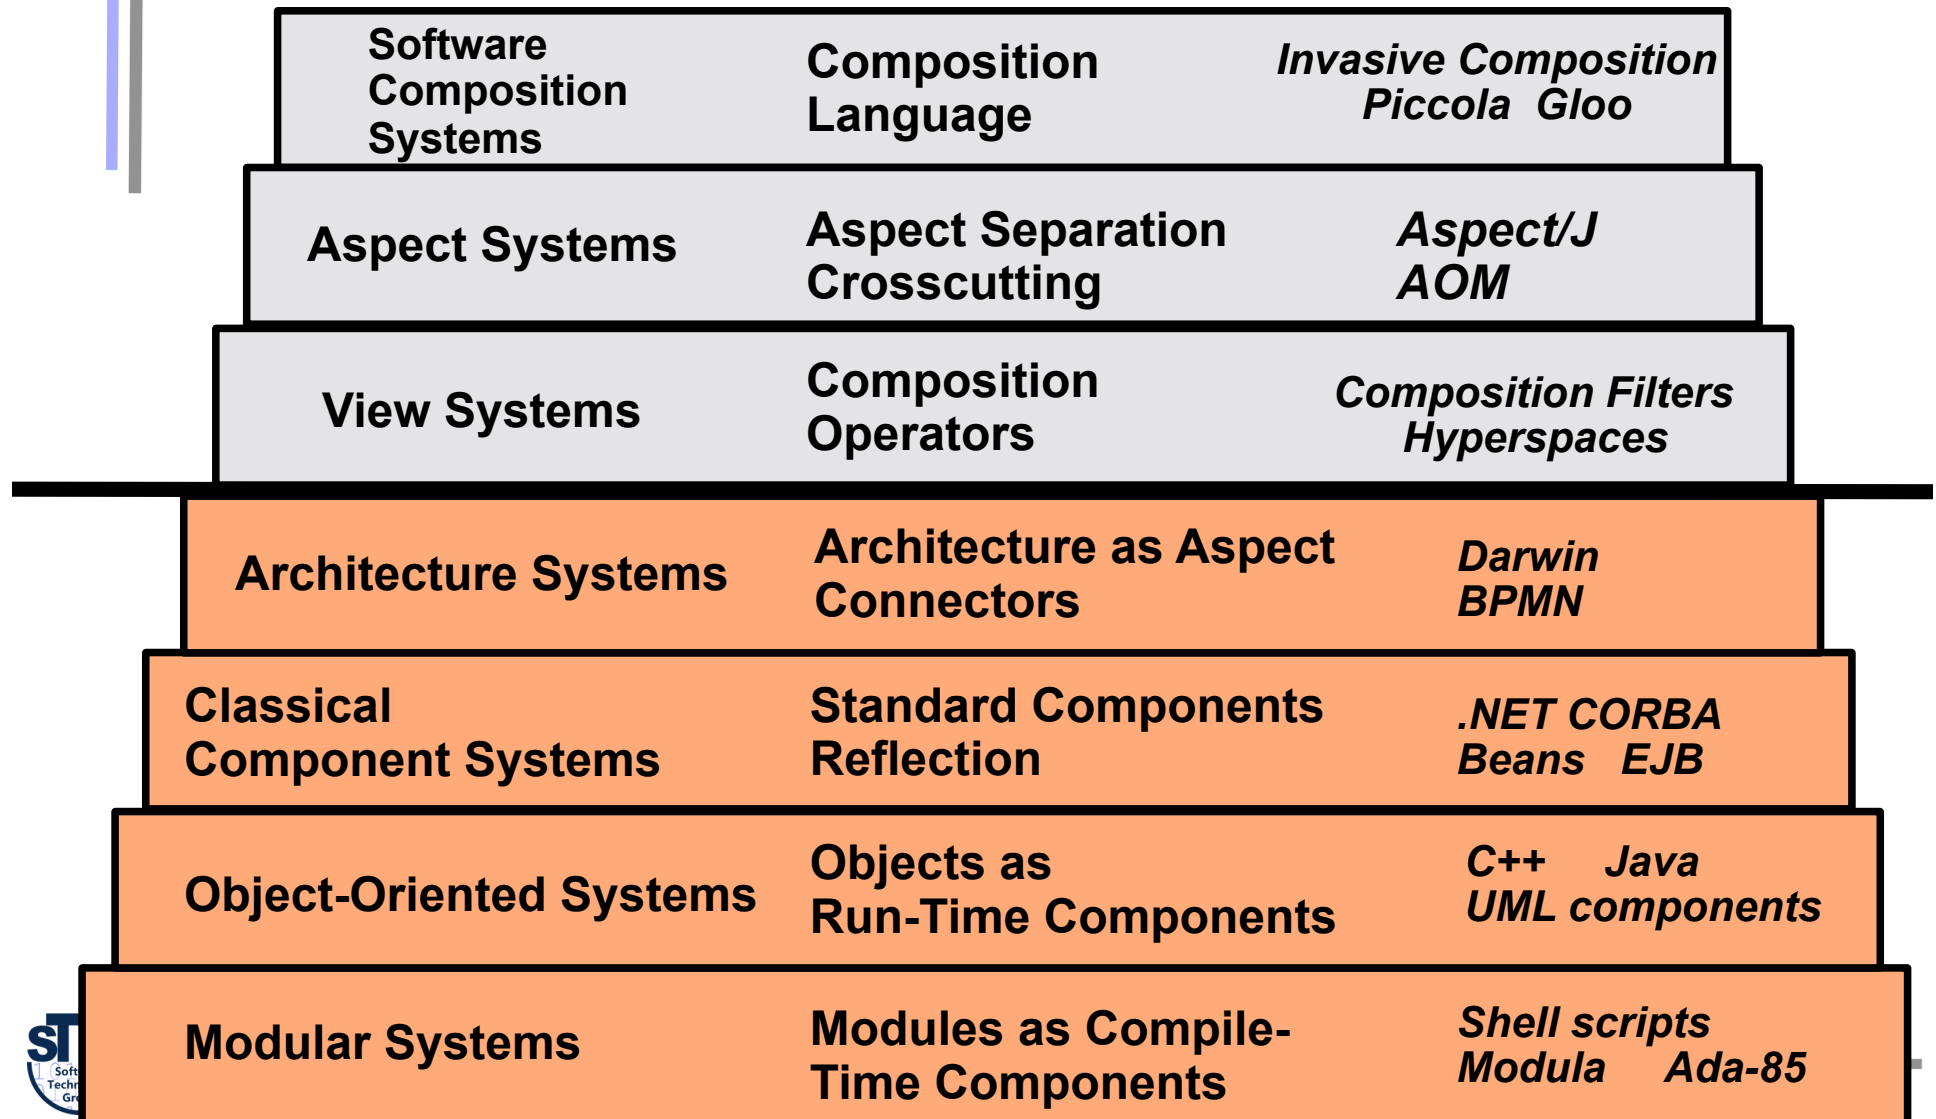 Software
Composition
Systems
Composition
Language
Invasive Composition
Piccola Gloo
Aspect Systems
Aspect Separation
Crosscutting
Aspect/J
AOM
View Systems
Composition
Operators
Composition Filters
Hyperspaces
Architecture Systems
Architecture as Aspect
Connectors
Darwin
BPMN
Classical
Component Systems
Standard Components
Reflection
.NET CORBA
Beans EJB
Object-Oriented Systems
Objects as
Run-Time Components
C++ Java
UML components
Modular Systems
Modules as Compile-
Time Components
Shell scripts
Modula Ada-85